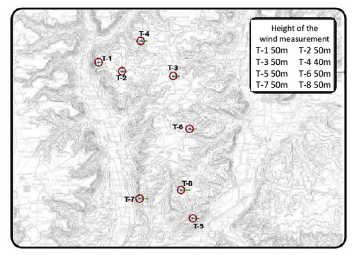 Height of the
wind measurement
T-1 50m T-2 50m
T-3 50m T-4 40m
T-5 50m T-6 50m
T-7 50m T-8 50m
T-4
T-1
T-2
T-3
T-6
T-8
T-7
T-5